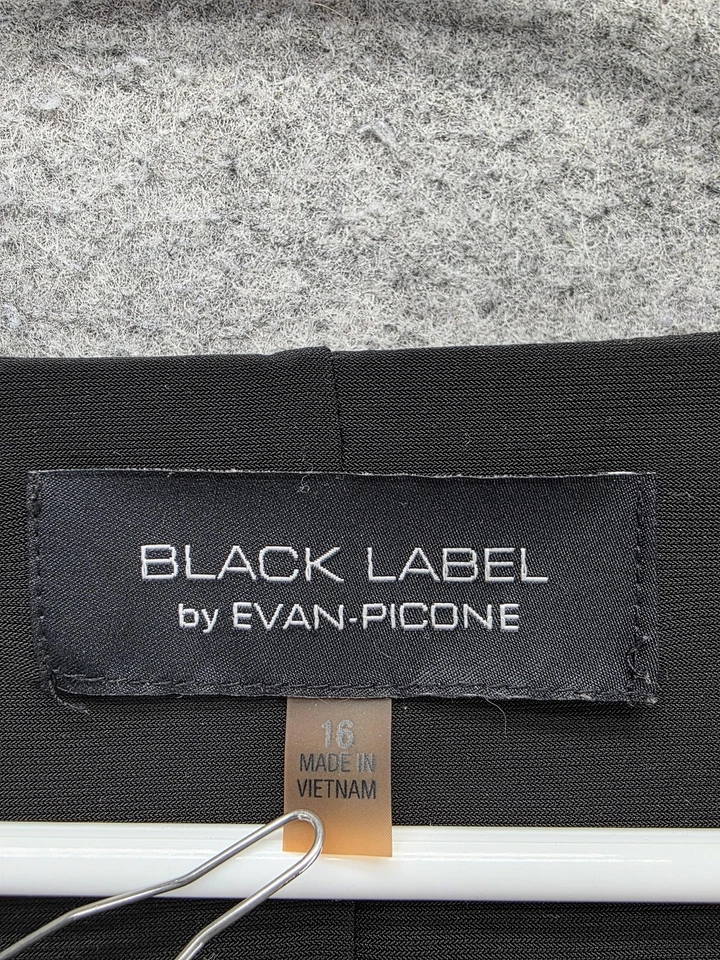 BLACK LABEL
by EVAN-PICONE
16
MADE IN
VIETNAM